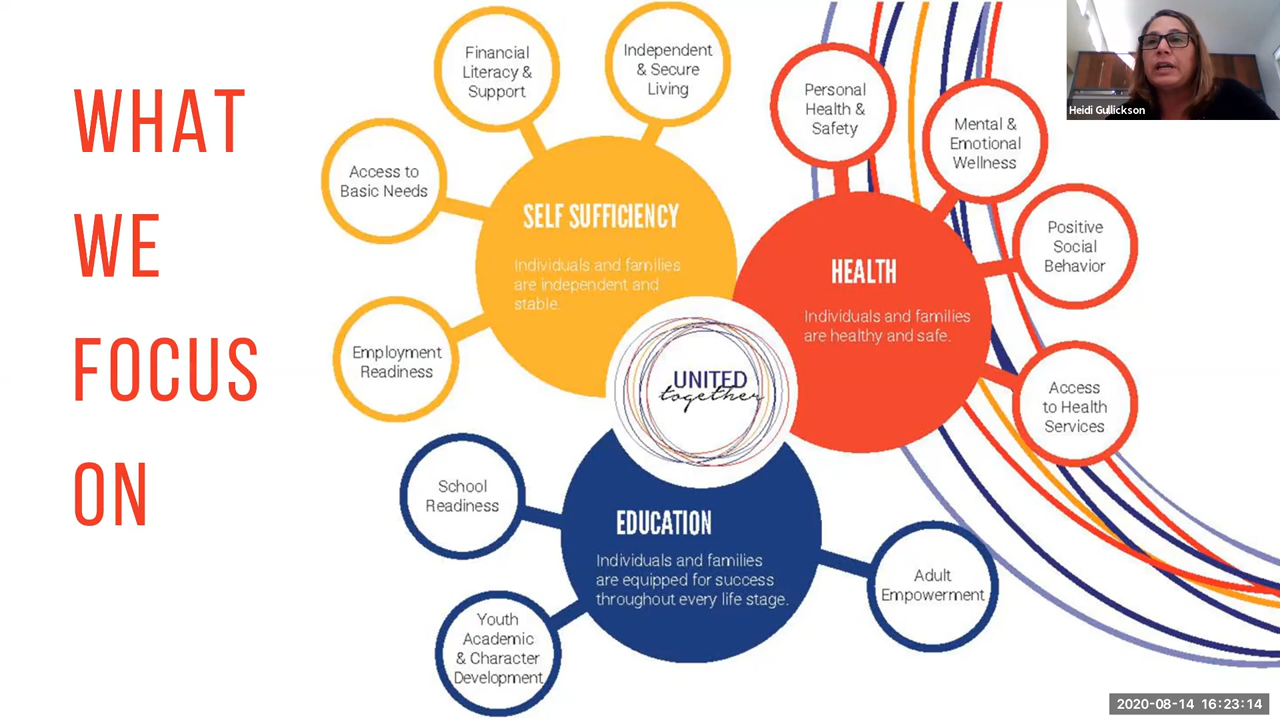 WHAT
WE
FOCUS
ON
Financial
Literacy &
Support
Independent
& Secure
Living
Access to
Basic Needs
Employment
Readiness
SELF SUFFICIENCY
Individuals and families
are independent and
stable.
Personal
Health &
Safety
Mental &
Emotional
Wellness
Positive
Social
Behavior
Access
to Health
Services
HEALTH
Individuals and families
are healthy and safe.
UNITED
together
School
Readiness
Youth
Academic
& Character
Development
EDUCATION
Individuals and families
are equipped for success
throughout every life stage.
Adult
Empowerment
Heidi Gullickson
2020-08-14 16:23:14